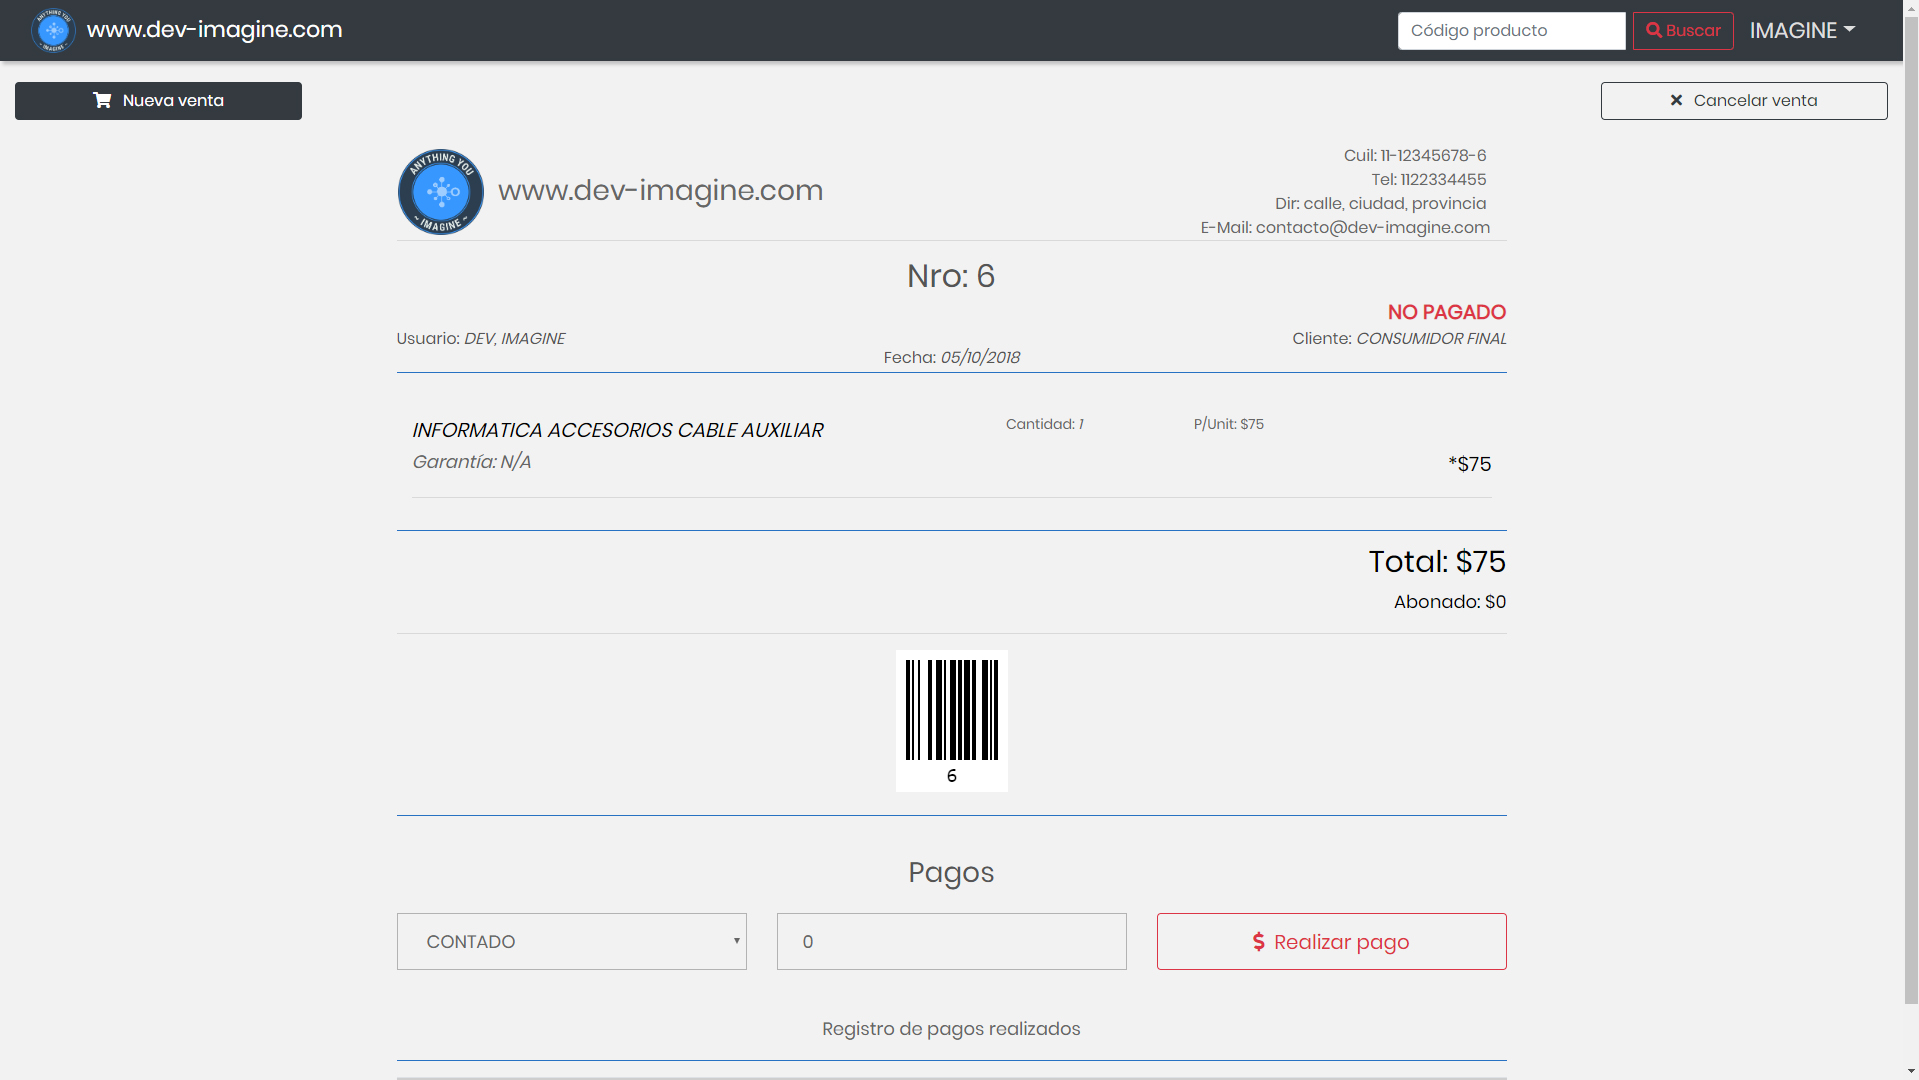 www.dev-imagine.com
Código producto
Buscar
IMAGINE
Nueva venta
Cancelar venta
ANYTHING YOU
~ IMAGINE ~
www.dev-imagine.com
Cuil: 11-12345678-6
Tel: 1122334455
Dir: calle, ciudad, provincia
E-Mail: contacto@dev-imagine.com
Nro: 6
NO PAGADO
Usuario: DEV, IMAGINE
Cliente: CONSUMIDOR FINAL
Fecha: 05/10/2018
INFORMATICA ACCESORIOS CABLE AUXILIAR
Cantidad: 1
P/Unit: $75
Garantía: N/A
*$75
Total: $75
Abonado: $0
6
Pagos
CONTADO
0
$ Realizar pago
Registro de pagos realizados